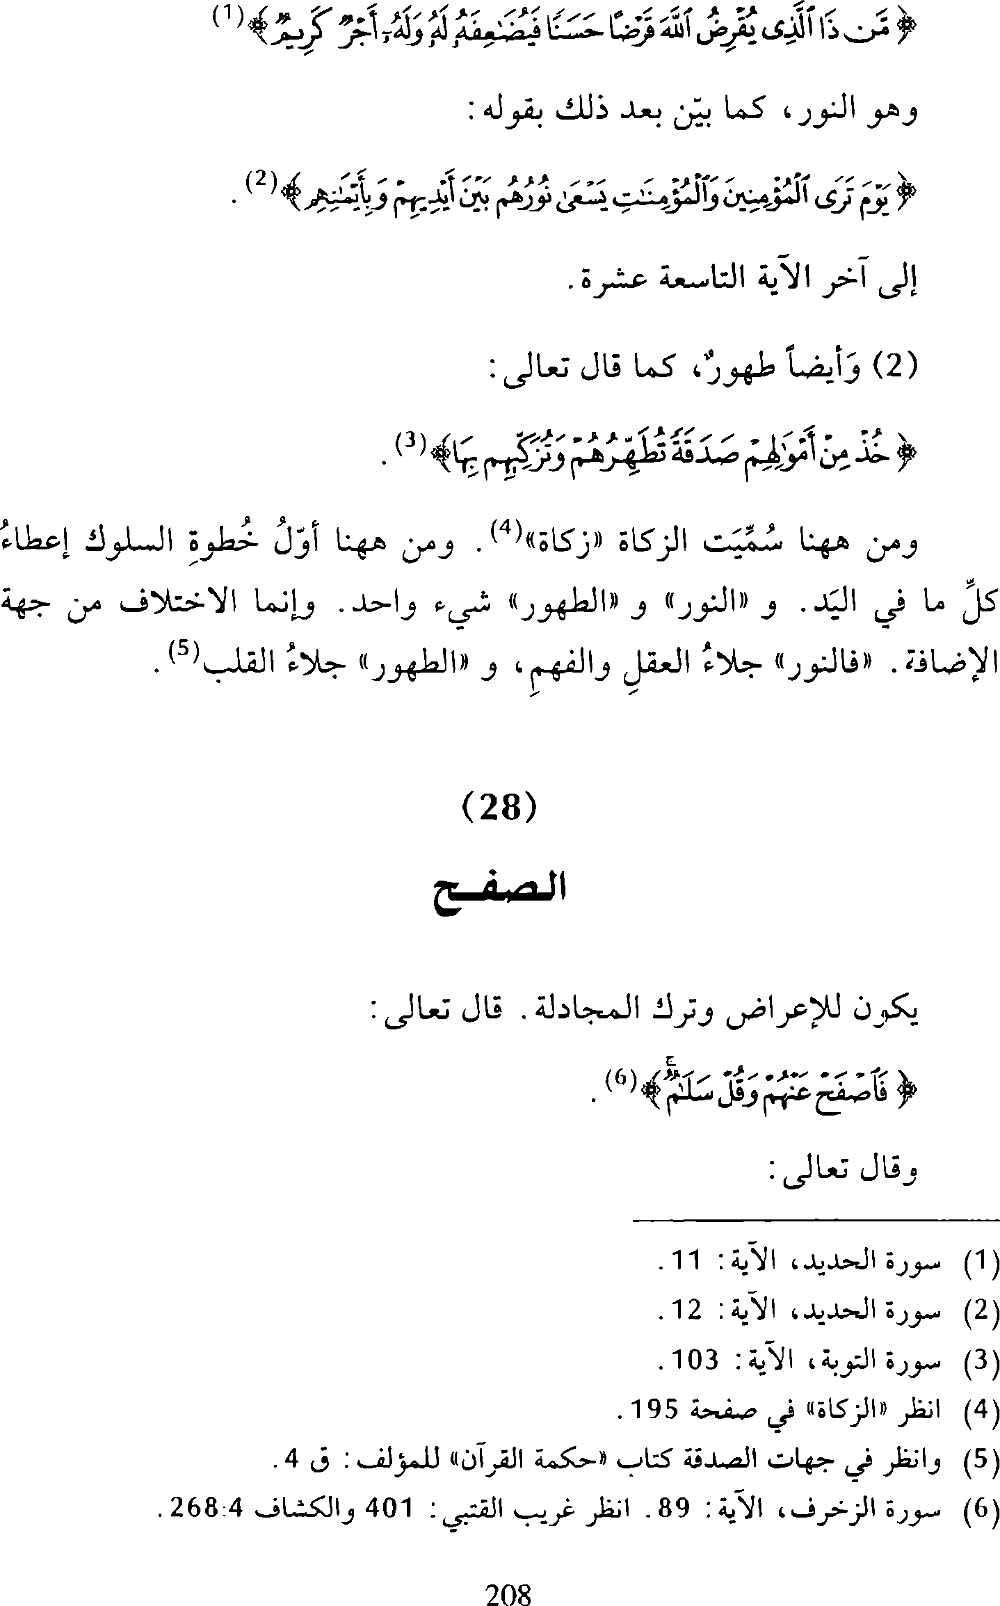 ﴿ مَّن ذَا ٱلَّذِى يُقْرِضُ ٱللَّهَ قَرْضًا حَسَنًا فَيُضَٰعِفَهُۥ لَهُۥ وَلَهُۥٓ أَجْرٌ كَرِيمٌ ﴾(1)
وهو النور، كما بيّن بعد ذلك بقوله:
﴿ يَوْمَ تَرَى ٱلْمُؤْمِنِينَ وَٱلْمُؤْمِنَٰتِ يَسْعَىٰ نُورُهُم بَيْنَ أَيْدِيهِمْ وَبِأَيْمَٰنِهِم ﴾(2).
إلى آخر الآية التاسعة عشرة.
(2) وَأيضاً طهورٌ، كما قال تعالى:
﴿ خُذْ مِنْ أَمْوَٰلِهِمْ صَدَقَةً تُطَهِّرُهُمْ وَتُزَكِّيهِم بِهَا﴾(3).
ومن ههنا سُمِّيَت الزكاة «زكاة»(4). ومن ههنا أوّلُ خُطوةِ السلوك إعطاءُ
كلِّ ما في اليَد. و «النور» و «الطهور» شيء واحد. وإنما الاختلاف من جهة
الإضافة. «فالنور» جلاءُ العقلِ والفهمِ، و «الطهور» جلاءُ القلب(5).
(28)
الصفـح
يكون للإعراض وترك المجادلة. قال تعالى:
﴿ فَٱصْفَحْ عَنْهُمْ وَقُلْ سَلَٰمٌۚ ﴾(6).
وقال تعالى:
(1) سورة الحديد، الآية: 11.
(2) سورة الحديد، الآية: 12.
(3) سورة التوبة، الآية: 103.
(4) انظر «الزكاة» في صفحة 195.
(5) وانظر في جهات الصدقة كتاب «حكمة القرآن» للمؤلف: ق 4.
(6) سورة الزخرف، الآية: 89. انظر غريب القتبي: 401 والكشاف 4:268.
208